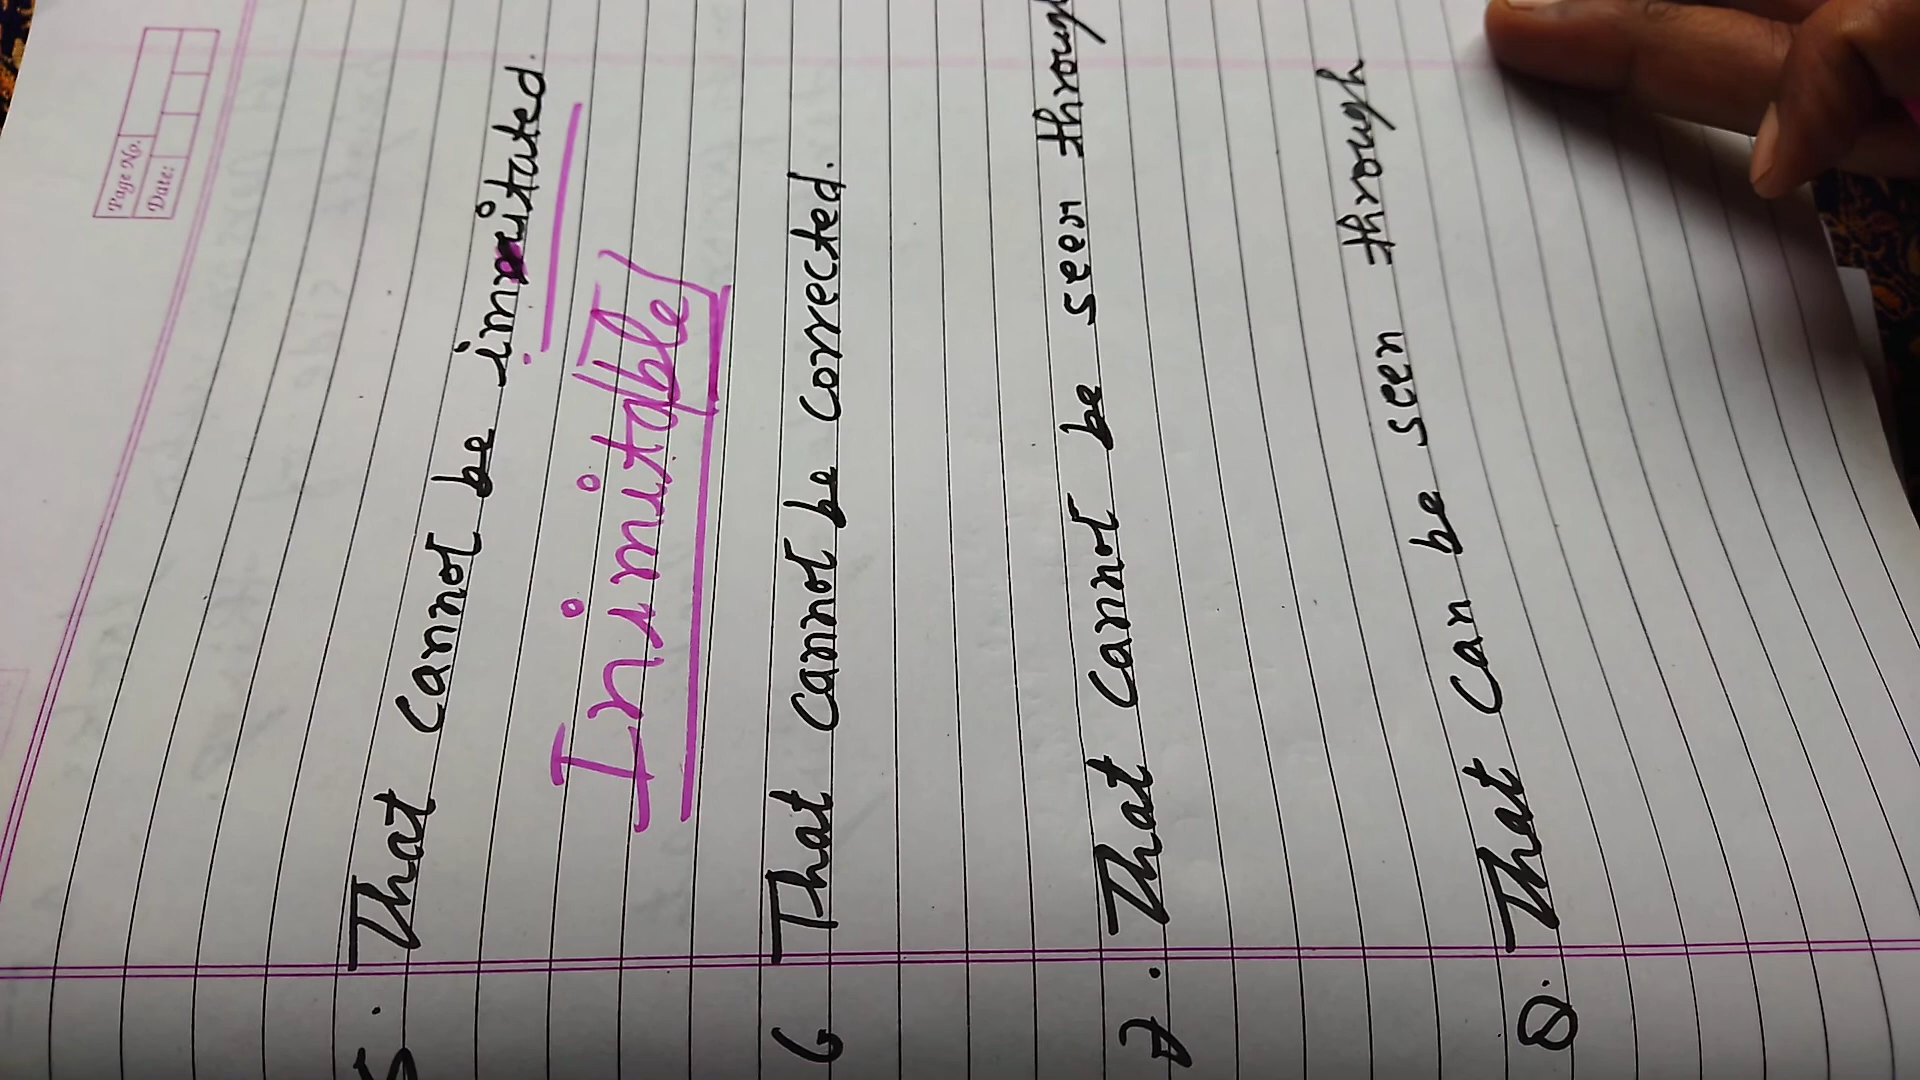 Page No.
Date:
5. That cannot be imitated.
Inimitable
6 That cannot be corrected.
7. That cannot be seen through
8. That can be seen through